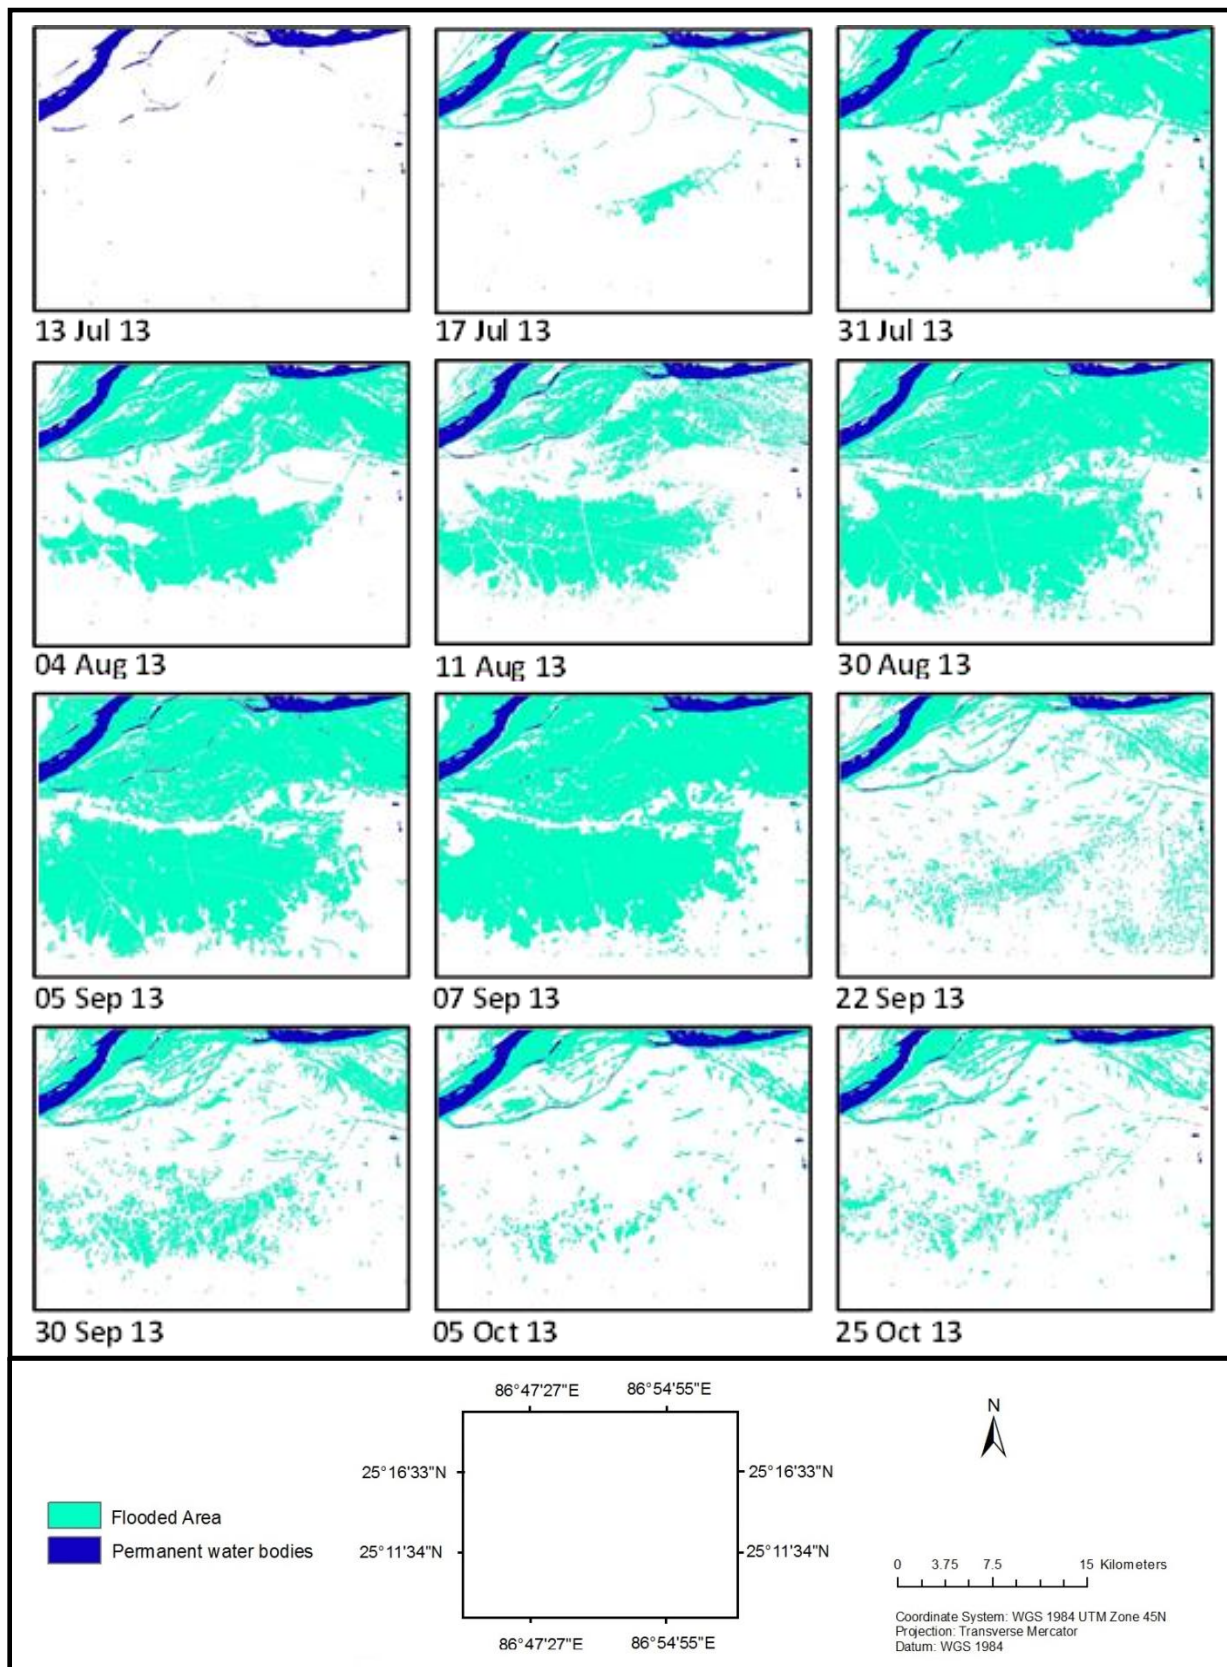 13 Jul 13
17 Jul 13
31 Jul 13
04 Aug 13
11 Aug 13
30 Aug 13
05 Sep 13
07 Sep 13
22 Sep 13
30 Sep 13
05 Oct 13
25 Oct 13
86°47'27"E 86°54'55"E
N
25°16'33"N 25°16'33"N
Flooded Area
Permanent water bodies
25°11'34"N 25°11'34"N
0 3.75 7.5 15 Kilometers
86°47'27"E 86°54'55"E
Coordinate System: WGS 1984 UTM Zone 45N
Projection: Transverse Mercator
Datum: WGS 1984